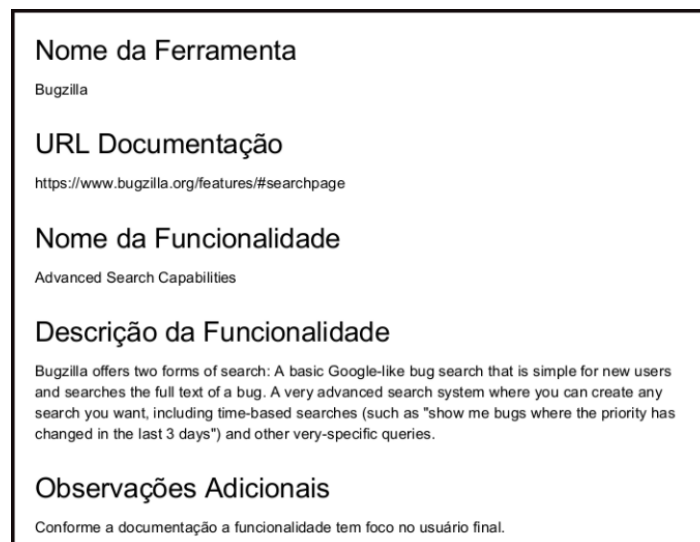 Nome da Ferramenta
Bugzilla
URL Documentação
https://www.bugzilla.org/features/#searchpage
Nome da Funcionalidade
Advanced Search Capabilities
Descrição da Funcionalidade
Bugzilla offers two forms of search: A basic Google-like bug search that is simple for new users
and searches the full text of a bug. A very advanced search system where you can create any
search you want, including time-based searches (such as "show me bugs where the priority has
changed in the last 3 days") and other very-specific queries.
Observações Adicionais
Conforme a documentação a funcionalidade tem foco no usuário final.